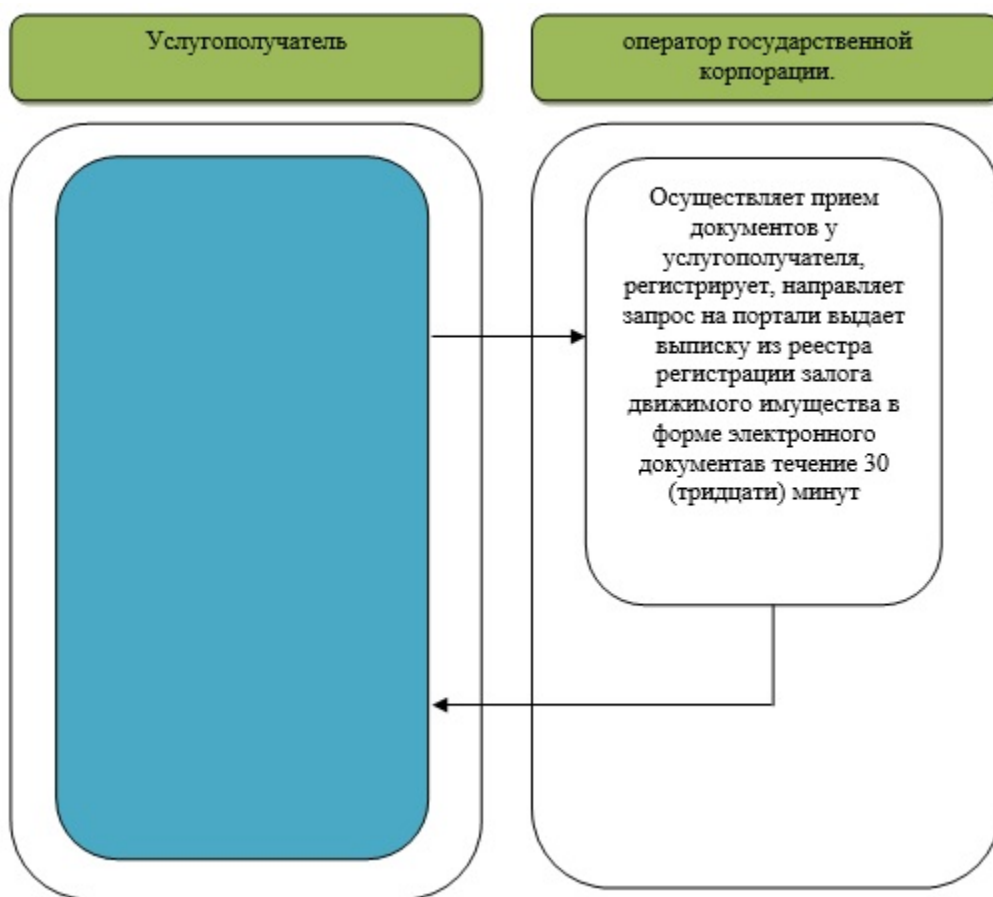 Услугополучатель
оператор государственной
корпорации.
Осуществляет прием
документов у
услугополучателя,
регистрирует, направляет
запрос на портали выдает
выписку из реестра
регистрации залога
движимого имущества в
форме электронного
документав течение 30
(тридцати) минут